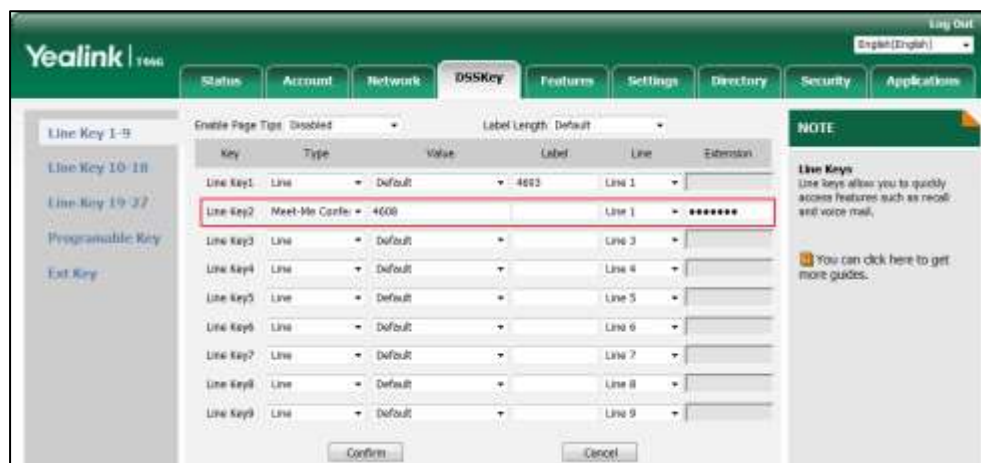 Log Out
Yealink T46G
English(English)
Status Account Network DSSKey Features Settings Directory Security Applications
Line Key 1-9
Line Key 10-18
Line Key 19-27
Programable Key
Ext Key
Enable Page Tips Disabled Label Length Default
Key Type Value Label Line Extension
Line Key1 Line Default 4603 Line 1
Line Key2 Meet-Me Confe 4608 Line 1 •••••••
Line Key3 Line Default Line 3
Line Key4 Line Default Line 4
Line Key5 Line Default Line 5
Line Key6 Line Default Line 6
Line Key7 Line Default Line 7
Line Key8 Line Default Line 8
Line Key9 Line Default Line 9
Confirm Cancel
NOTE
Line Keys
Line keys allow you to quickly
access features such as recall
and voice mail.
You can click here to get
more guides.